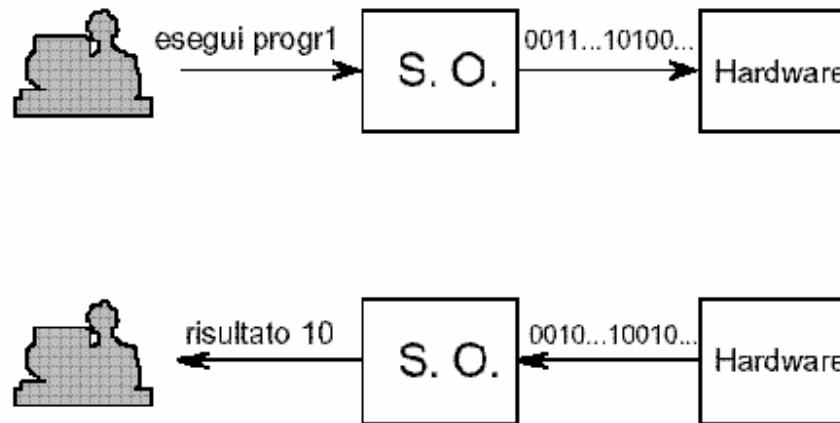 esegui progr1
S. O.
0011...10100...
Hardware
risultato 10
S. O.
0010...10010...
Hardware